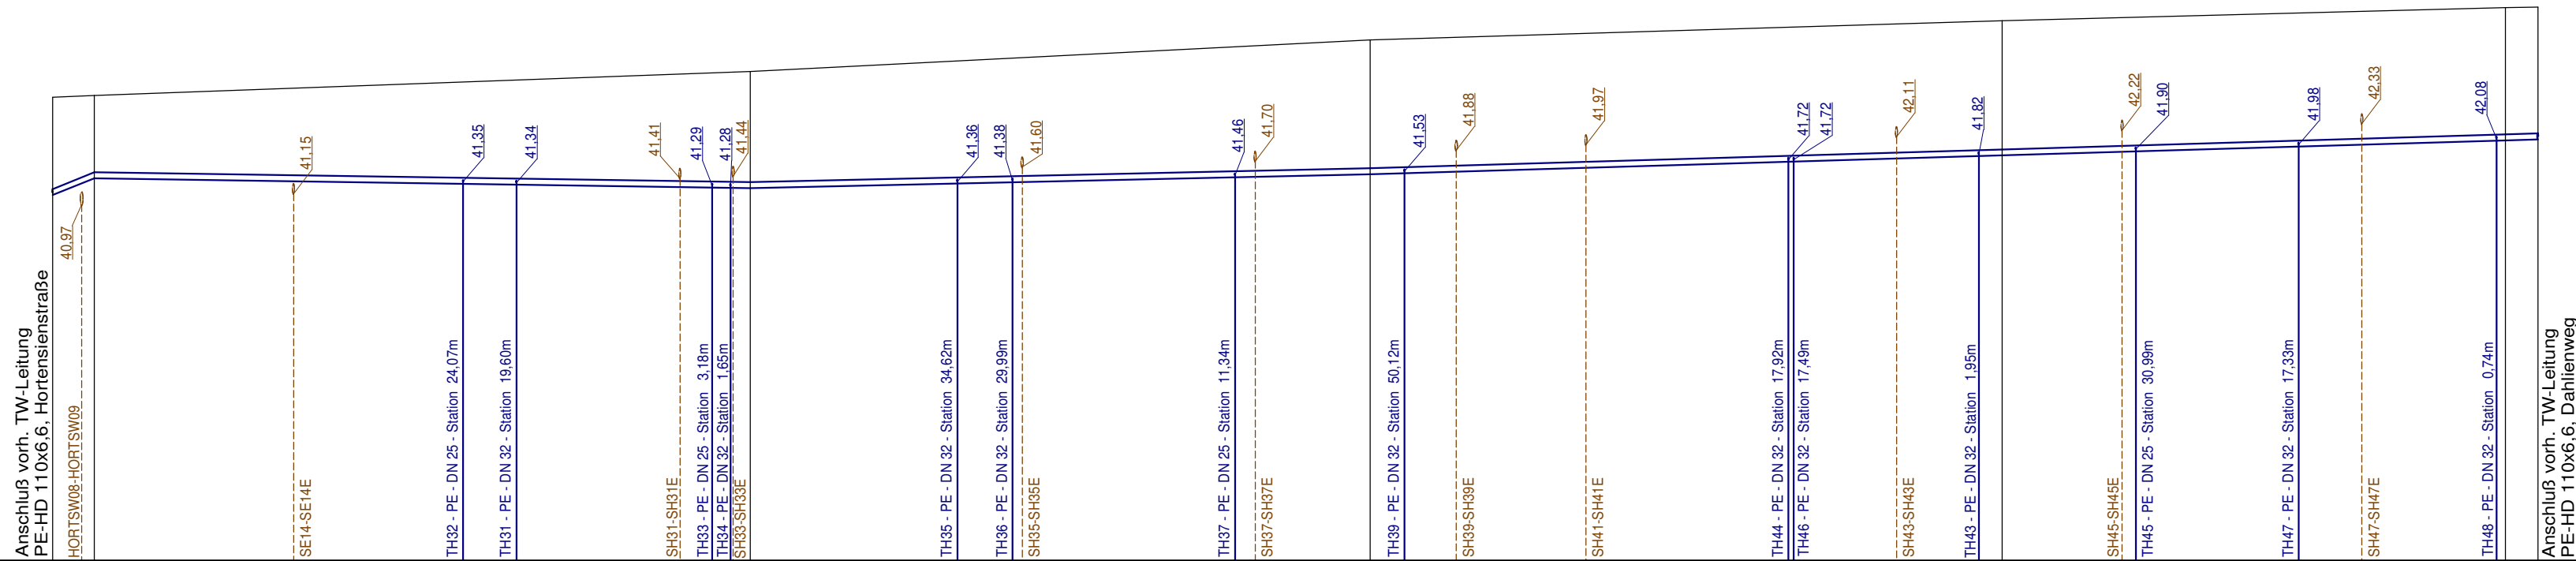 Anschluß vorh. TW-Leitung
PE-HD 110x6,6, Hortensienstraße
40,97
HORTSW08-HORTSW09
41,15
SE14-SE14E
41,35
TH32 - PE - DN 25 - Station 24,07m
41,34
TH31 - PE - DN 32 - Station 19,60m
41,41
SH31-SH31E
41,29
TH33 - PE - DN 25 - Station 3,18m
41,28
TH34 - PE - DN 32 - Station 1,65m
41,44
SH33-SH33E
41,36
TH35 - PE - DN 32 - Station 34,62m
41,38
TH36 - PE - DN 32 - Station 29,99m
41,60
SH35-SH35E
41,46
TH37 - PE - DN 25 - Station 11,34m
41,70
SH37-SH37E
41,53
TH39 - PE - DN 32 - Station 50,12m
41,88
SH39-SH39E
41,97
SH41-SH41E
41,72
TH44 - PE - DN 32 - Station 17,92m
41,72
TH46 - PE - DN 32 - Station 17,49m
42,11
SH43-SH43E
41,82
TH43 - PE - DN 32 - Station 1,95m
42,22
SH45-SH45E
41,90
TH45 - PE - DN 25 - Station 30,99m
41,98
TH47 - PE - DN 32 - Station 17,33m
42,33
SH47-SH47E
42,08
TH48 - PE - DN 32 - Station 0,74m
Anschluß vorh. TW-Leitung
PE-HD 110x6,6, Dahlienweg